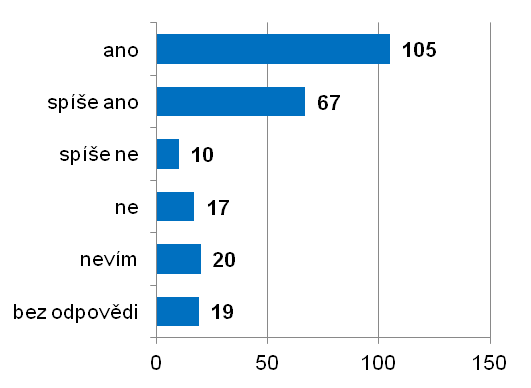 ano 105
spíše ano 67
spíše ne 10
ne 17
nevím 20
bez odpovědi 19
0 50 100 150